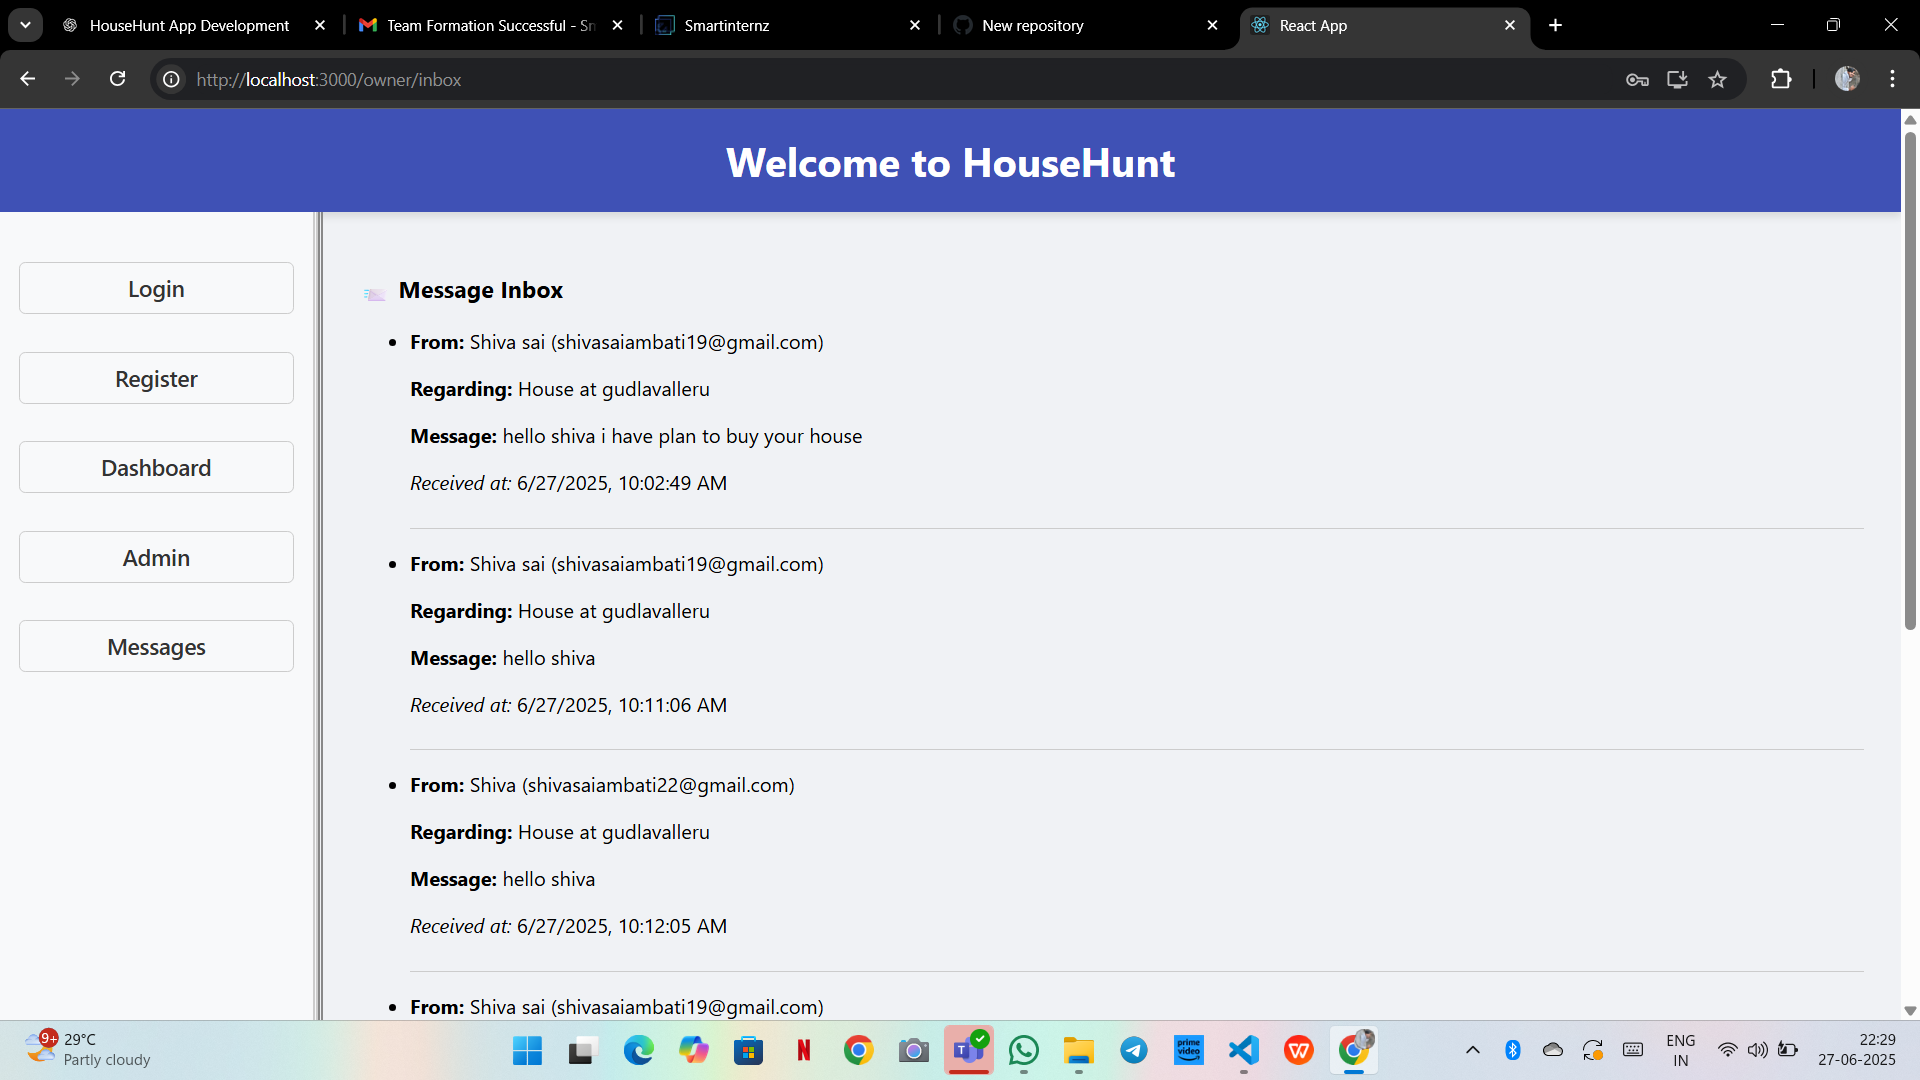 HouseHunt App Development
Team Formation Successful - Sm
Smartinternz
New repository
React App
http://localhost:3000/owner/inbox
Welcome to HouseHunt
Login
Register
Dashboard
Admin
Messages
Message Inbox
From: Shiva sai (shivasaiambati19@gmail.com)
Regarding: House at gudlavalleru
Message: hello shiva i have plan to buy your house
Received at: 6/27/2025, 10:02:49 AM
From: Shiva sai (shivasaiambati19@gmail.com)
Regarding: House at gudlavalleru
Message: hello shiva
Received at: 6/27/2025, 10:11:06 AM
From: Shiva (shivasaiambati22@gmail.com)
Regarding: House at gudlavalleru
Message: hello shiva
Received at: 6/27/2025, 10:12:05 AM
From: Shiva sai (shivasaiambati19@gmail.com)
9+
29°C
Partly cloudy
N
T
prime video
W
ENG
IN
22:29
27-06-2025